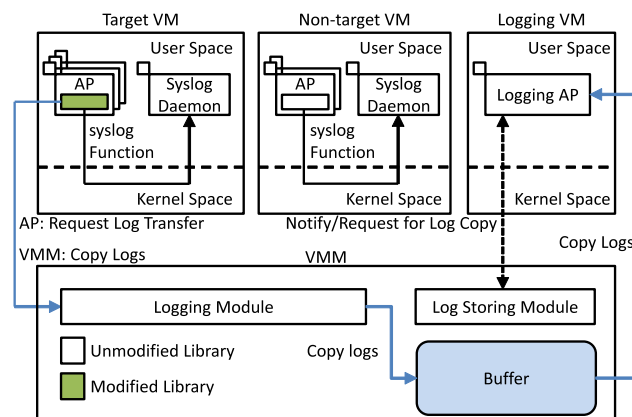 Target VM
Non-target VM
Logging VM
User Space
User Space
User Space
AP
Syslog
Daemon
AP
Syslog
Daemon
Logging AP
syslog
Function
syslog
Function
Kernel Space
Kernel Space
Kernel Space
AP: Request Log Transfer
Notify/Request for Log Copy
VMM: Copy Logs
VMM
Copy Logs
Logging Module
Log Storing Module
Unmodified Library
Copy logs
Buffer
Modified Library